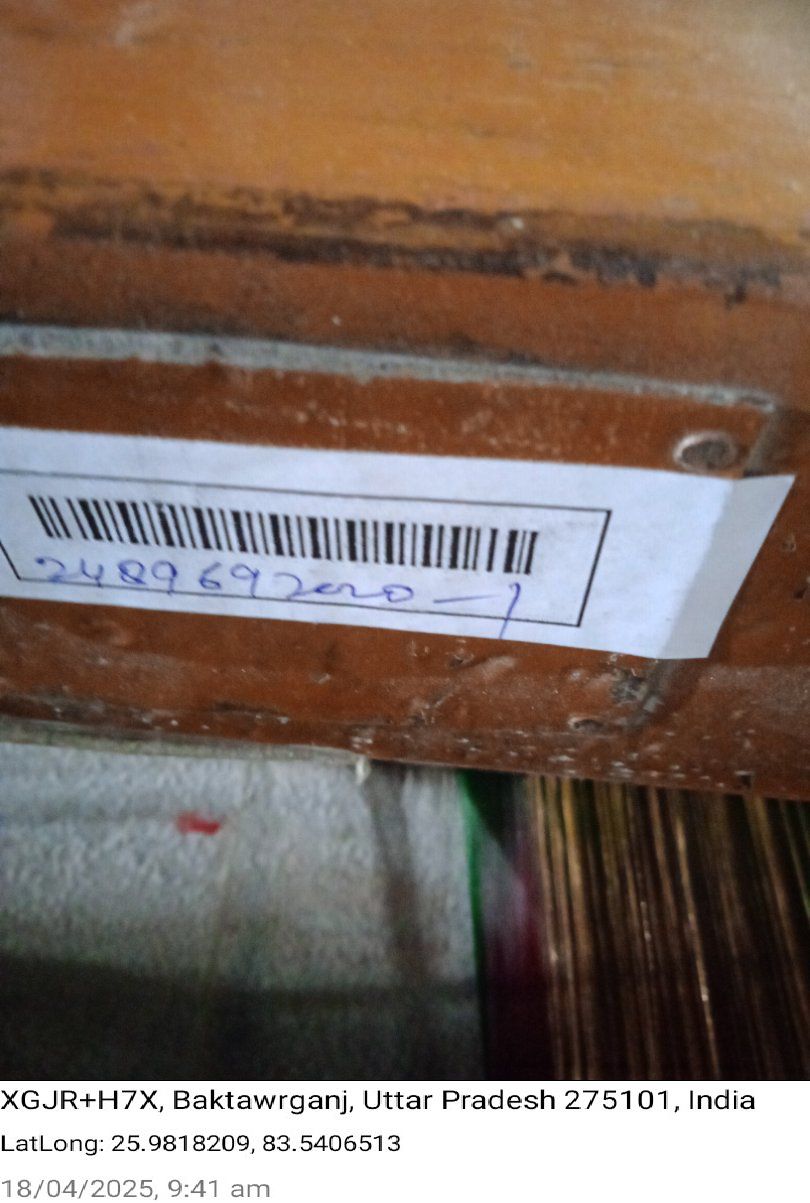 2489692020-1
XGJR+H7X, Baktawrganj, Uttar Pradesh 275101, India
LatLong: 25.9818209, 83.5406513
18/04/2025, 9:41 am